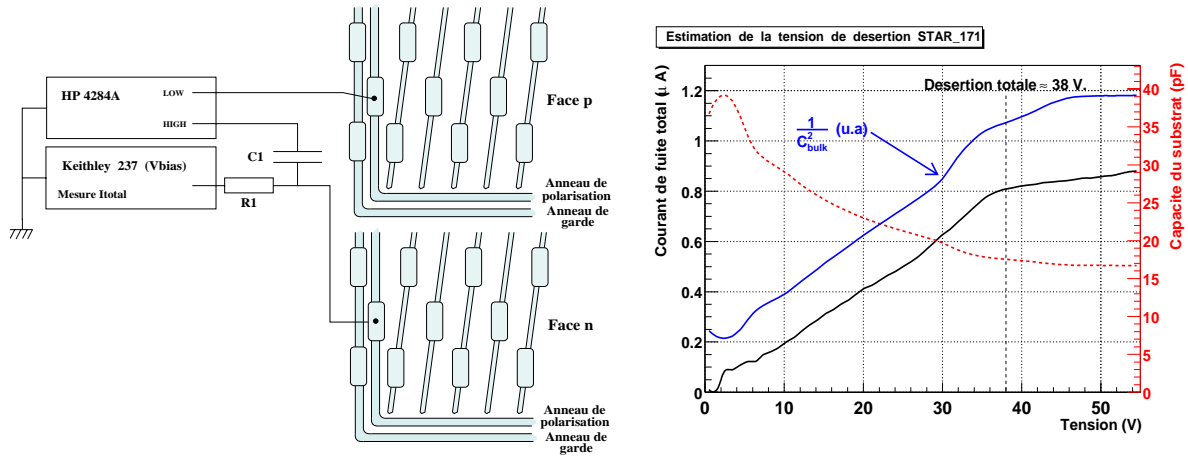 HP 4284A
LOW
HIGH
Keithley 237 (Vbias)
Mesure Itotal
C1
R1
Face p
Anneau de
polarisation
Anneau de
garde
Face n
Anneau de
polarisation
Anneau de
garde
Estimation de la tension de desertion STAR_171
Desertion totale ≈ 38 V.
1/C²bulk (u.a)
Courant de fuite total (μ A)
0
0.2
0.4
0.6
0.8
1
1.2
0 10 20 30 40 50
Tension (V)
Capacite du substrat (pF)
0
5
10
15
20
25
30
35
40